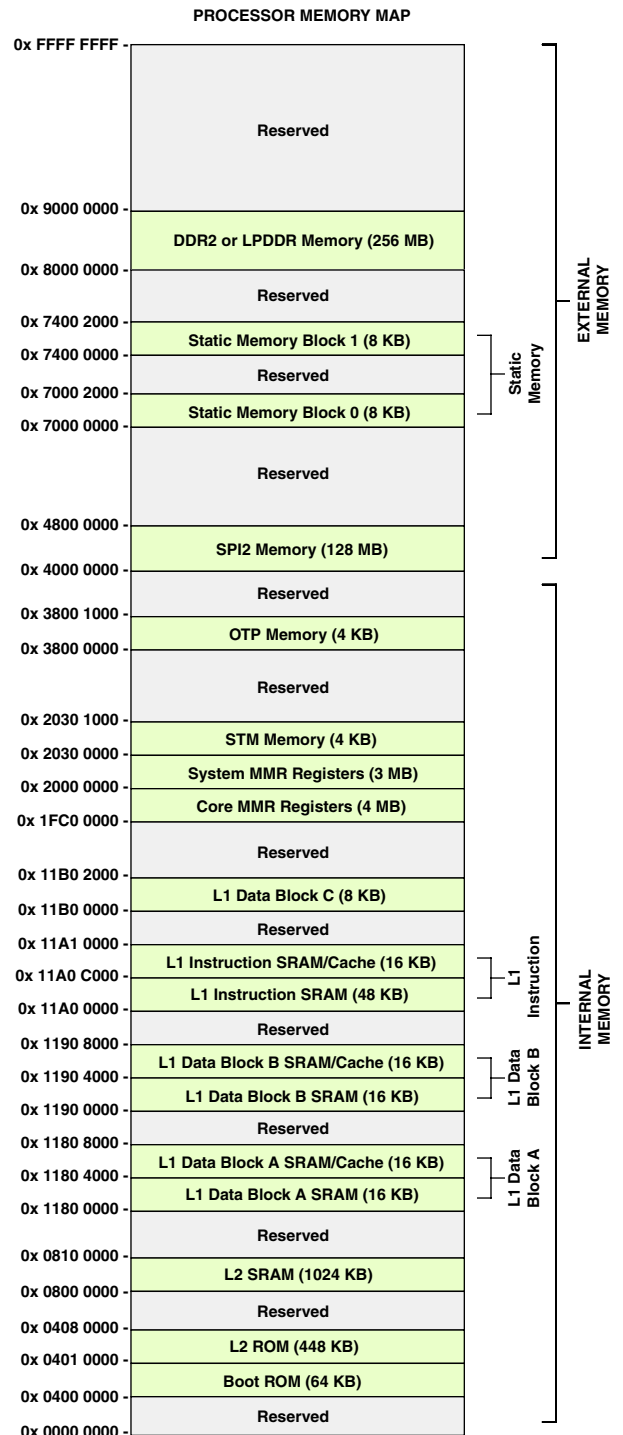 PROCESSOR MEMORY MAP
0x FFFF FFFF -
Reserved
0x 9000 0000 -
DDR2 or LPDDR Memory (256 MB)
0x 8000 0000 -
Reserved
0x 7400 2000 -
Static Memory Block 1 (8 KB)
0x 7400 0000 -
Reserved
0x 7000 2000 -
Static Memory Block 0 (8 KB)
0x 7000 0000 -
Static
Memory
EXTERNAL
MEMORY
Reserved
0x 4800 0000 -
SPI2 Memory (128 MB)
0x 4000 0000 -
Reserved
0x 3800 1000 -
OTP Memory (4 KB)
0x 3800 0000 -
Reserved
0x 2030 1000 -
STM Memory (4 KB)
0x 2030 0000 -
System MMR Registers (3 MB)
0x 2000 0000 -
Core MMR Registers (4 MB)
0x 1FC0 0000 -
Reserved
0x 11B0 2000 -
L1 Data Block C (8 KB)
0x 11B0 0000 -
Reserved
0x 11A1 0000 -
L1 Instruction SRAM/Cache (16 KB)
0x 11A0 C000 -
L1 Instruction SRAM (48 KB)
0x 11A0 0000 -
L1
Instruction
INTERNAL
MEMORY
Reserved
0x 1190 8000 -
L1 Data Block B SRAM/Cache (16 KB)
0x 1190 4000 -
L1 Data Block B SRAM (16 KB)
0x 1190 0000 -
L1 Data
Block B
Reserved
0x 1180 8000 -
L1 Data Block A SRAM/Cache (16 KB)
0x 1180 4000 -
L1 Data Block A SRAM (16 KB)
0x 1180 0000 -
L1 Data
Block A
Reserved
0x 0810 0000 -
L2 SRAM (1024 KB)
0x 0800 0000 -
Reserved
0x 0408 0000 -
L2 ROM (448 KB)
0x 0401 0000 -
Boot ROM (64 KB)
0x 0400 0000 -
Reserved
0x 0000 0000 -